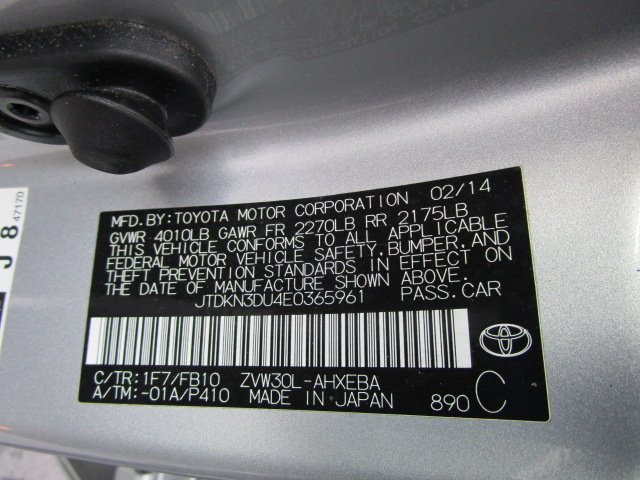 MFD. BY: TOYOTA MOTOR CORPORATION 02/14
GVWR 4010LB GAWR FR 2270LB RR 2175LB
THIS VEHICLE CONFORMS TO ALL APPLICABLE
FEDERAL MOTOR VEHICLE SAFETY, BUMPER, AND
THEFT PREVENTION STANDARDS IN EFFECT ON
THE DATE OF MANUFACTURE SHOWN ABOVE.
JTDKN3DU4E0365961 PASS. CAR
C/TR: 1F7/FB10 ZVW30L-AHXEBA
A/TM: -01A/P410 MADE IN JAPAN 890 C
J 8 47170